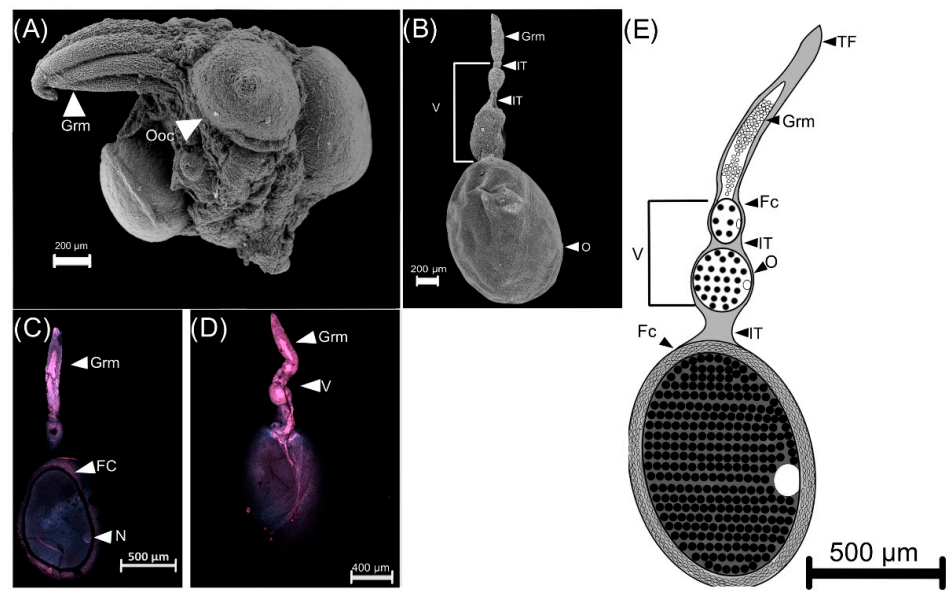 (A)
Grm
Ooc
200 µm
(B)
Grm
IT
V
IT
O
200 µm
(C)
Grm
FC
N
500 µm
(D)
Grm
V
400 µm
(E)
TF
Grm
Fc
IT
V
O
Fc
IT
500 µm